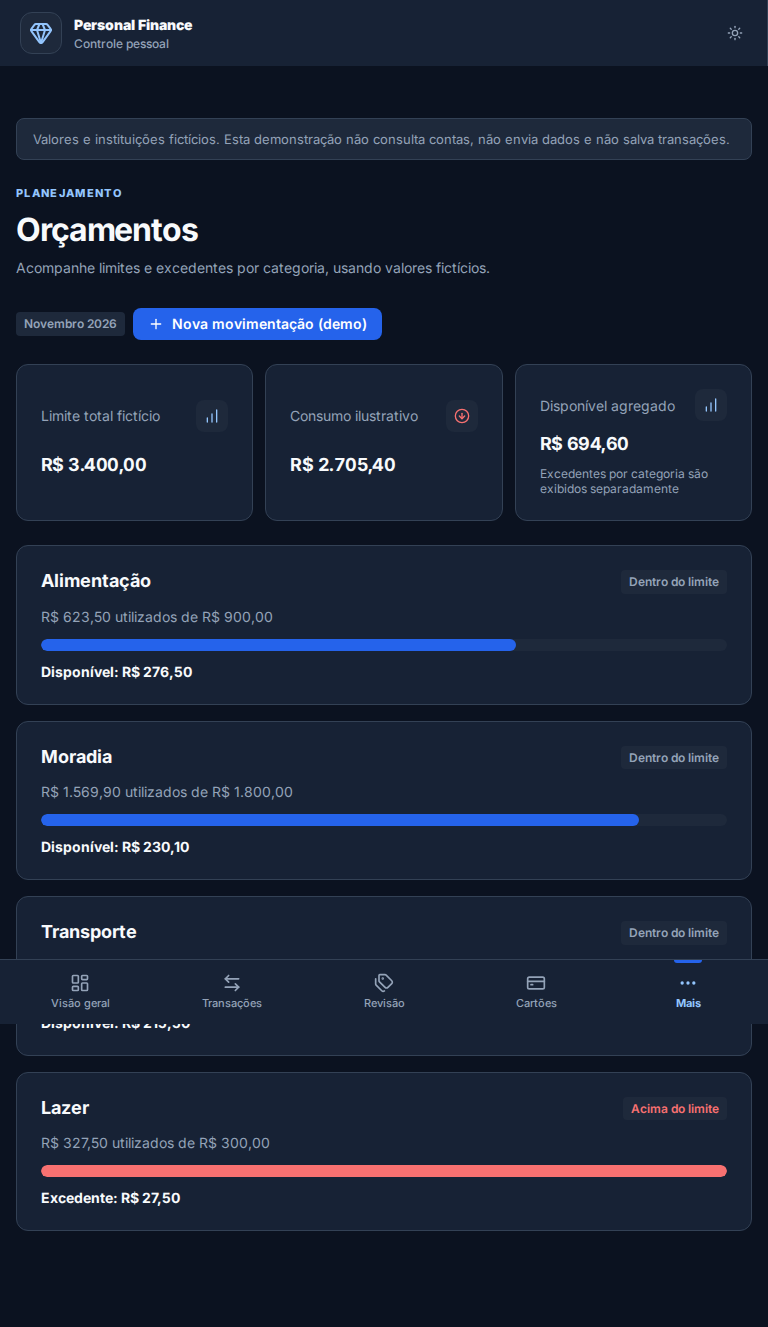 Personal Finance
Controle pessoal
Valores e instituições fictícios. Esta demonstração não consulta contas, não envia dados e não salva transações.
PLANEJAMENTO
Orçamentos
Acompanhe limites e excedentes por categoria, usando valores fictícios.
Novembro 2026
Nova movimentação (demo)
Limite total fictício
R$ 3.400,00
Consumo ilustrativo
R$ 2.705,40
Disponível agregado
R$ 694,60
Excedentes por categoria são
exibidos separadamente
Alimentação
Dentro do limite
R$ 623,50 utilizados de R$ 900,00
Disponível: R$ 276,50
Moradia
Dentro do limite
R$ 1.569,90 utilizados de R$ 1.800,00
Disponível: R$ 230,10
Transporte
Dentro do limite
Visão geral
Transações
Revisão
Cartões
Mais
Disponível: R$
Lazer
Acima do limite
R$ 327,50 utilizados de R$ 300,00
Excedente: R$ 27,50